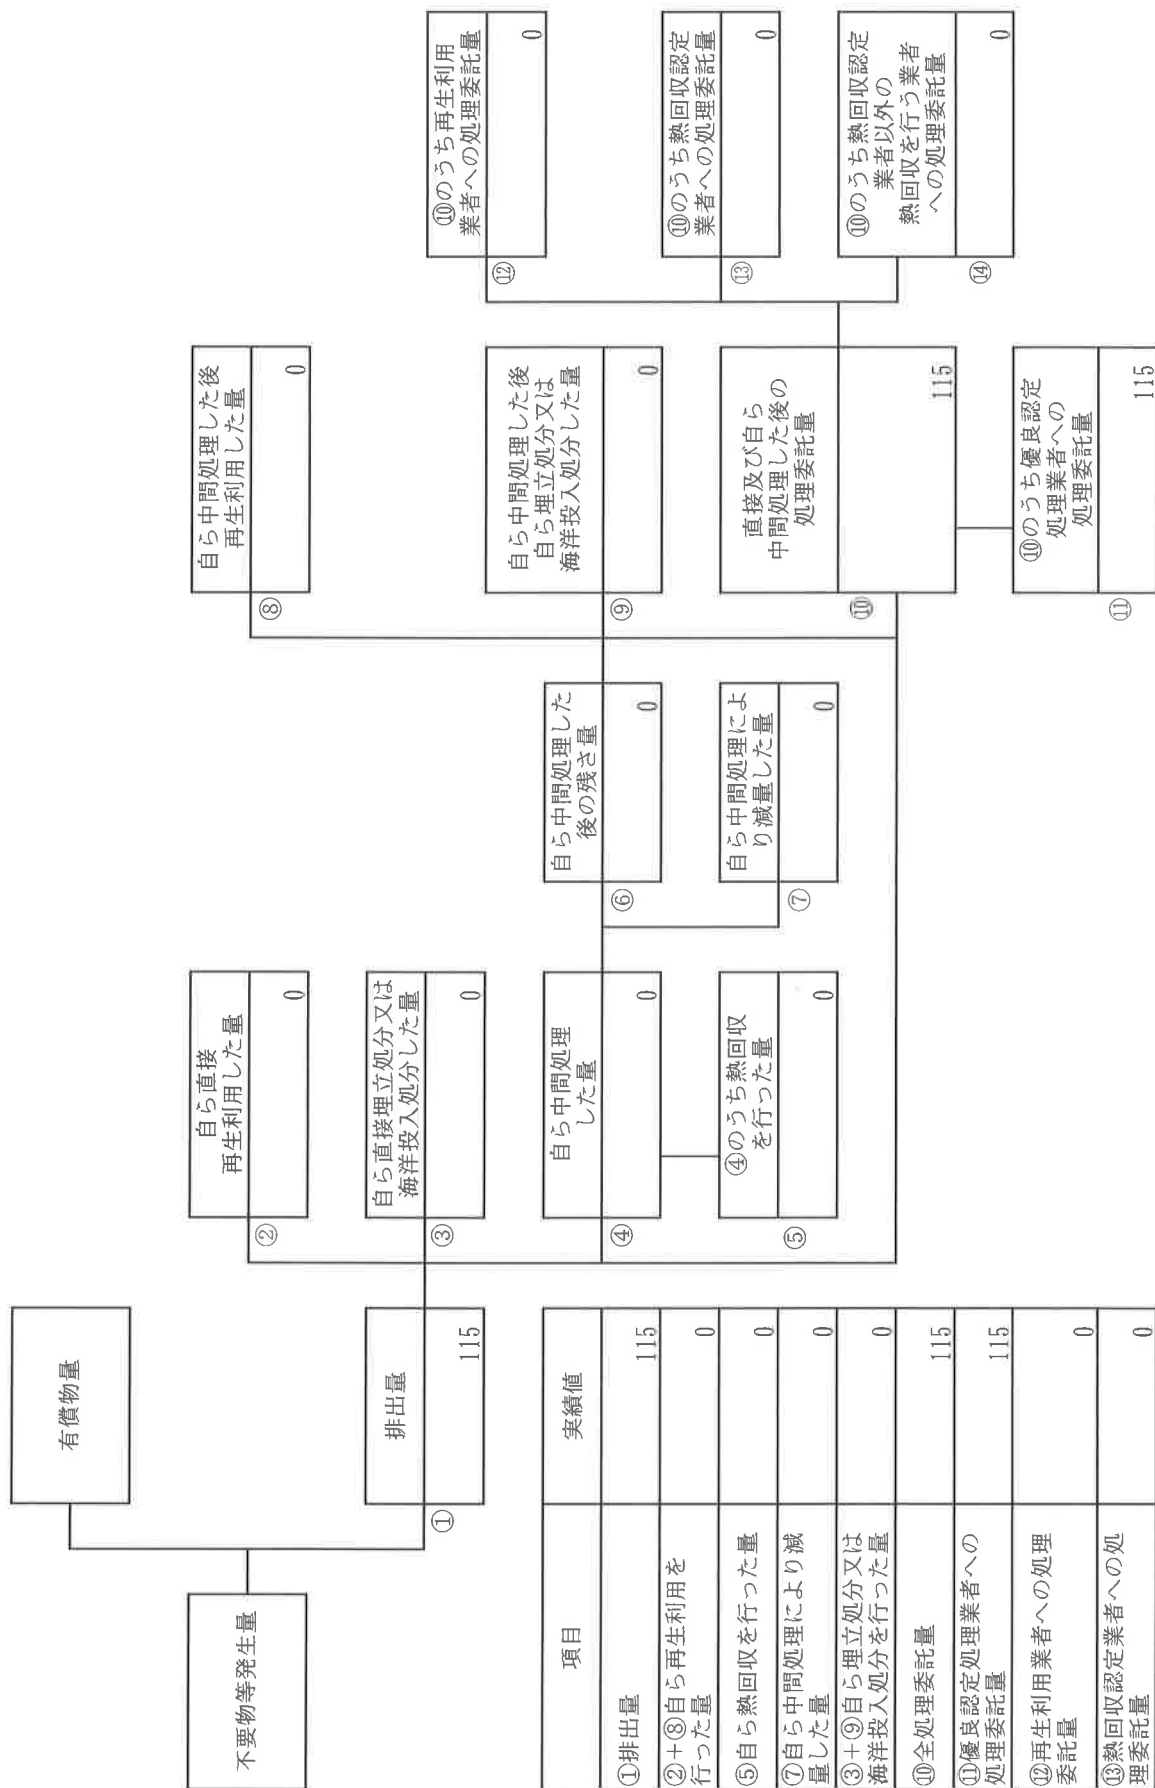 不要物等発生量
有償物量
排出量
①
115
自ら直接
再生利用した量
②
0
自ら直接埋立処分又は
海洋投入処分した量
③
0
自ら中間処理
した量
④
0
④のうち熱回収
を行った量
⑤
0
自ら中間処理した
後の残さ量
⑥
0
自ら中間処理によ
り減量した量
⑦
0
自ら中間処理した後
再生利用した量
⑧
0
自ら中間処理した後
自ら埋立処分又は
海洋投入処分した量
⑨
0
直接及び自ら
中間処理した後の
処理委託量
⑩
115
⑩のうち優良認定
処理業者への
処理委託量
⑪
115
⑩のうち再生利用
業者への処理委託量
⑫
0
⑩のうち熱回収認定
業者への処理委託量
⑬
0
⑩のうち熱回収認定
業者以外の
熱回収を行う業者
への処理委託量
⑭
0
項目 実績値
①排出量 115
②+⑧自ら再生利用を
行った量 0
⑤自ら熱回収を行った量 0
⑦自ら中間処理により減
量した量 0
③+⑨自ら埋立処分又は
海洋投入処分を行った量 0
⑩全処理委託量 115
⑪優良認定処理業者への
処理委託量 115
⑫再生利用業者への処理
委託量 0
⑬熱回収認定業者への処
理委託量 0